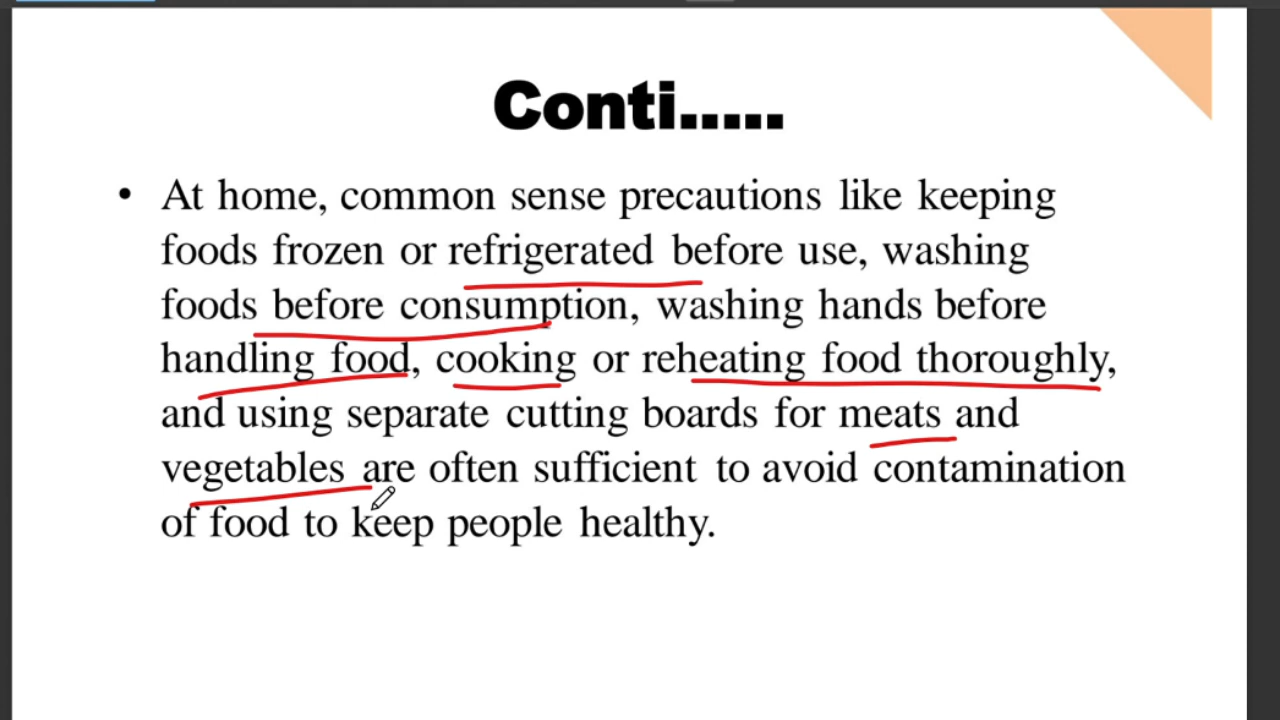 Conti.....
• At home, common sense precautions like keeping
foods frozen or refrigerated before use, washing
foods before consumption, washing hands before
handling food, cooking or reheating food thoroughly,
and using separate cutting boards for meats and
vegetables are often sufficient to avoid contamination
of food to keep people healthy.